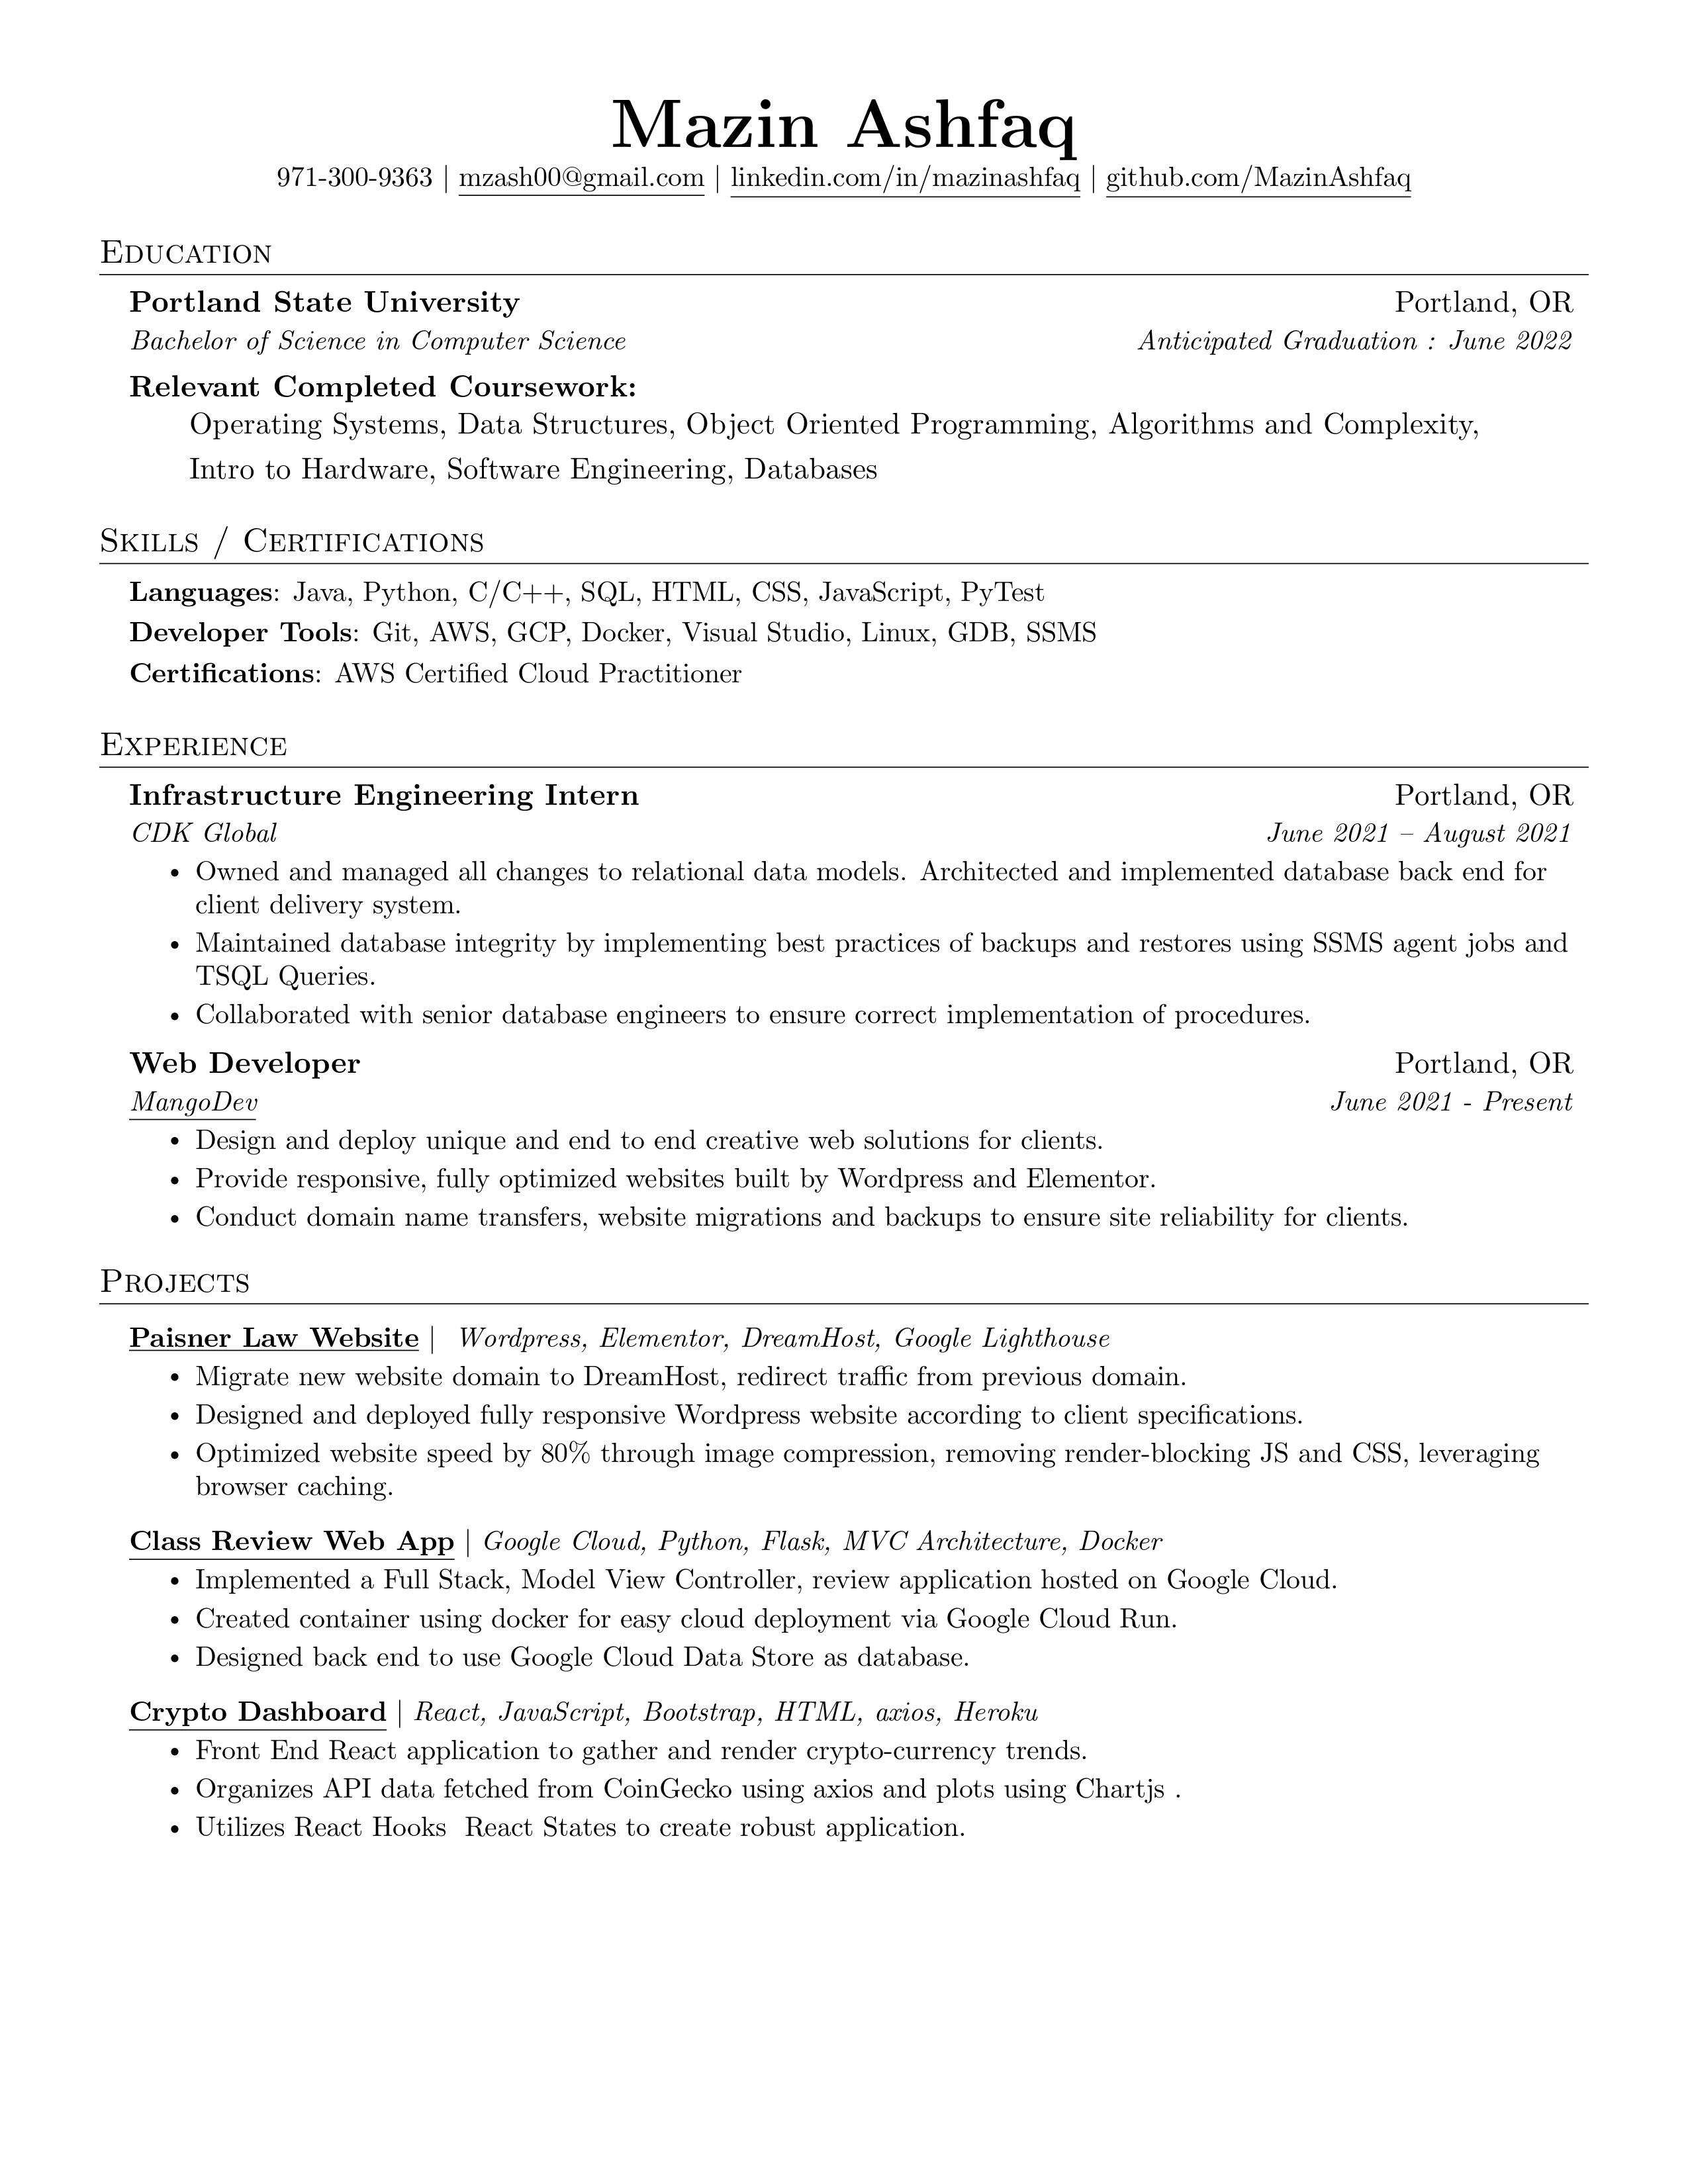 Mazin Ashfaq
971-300-9363 | mzash00@gmail.com | linkedin.com/in/mazinashfaq | github.com/MazinAshfaq
Education
Portland State University Portland, OR
Bachelor of Science in Computer Science Anticipated Graduation : June 2022
Relevant Completed Coursework:
Operating Systems, Data Structures, Object Oriented Programming, Algorithms and Complexity,
Intro to Hardware, Software Engineering, Databases
Skills / Certifications
Languages: Java, Python, C/C++, SQL, HTML, CSS, JavaScript, PyTest
Developer Tools: Git, AWS, GCP, Docker, Visual Studio, Linux, GDB, SSMS
Certifications: AWS Certified Cloud Practitioner
Experience
Infrastructure Engineering Intern Portland, OR
CDK Global June 2021 – August 2021
• Owned and managed all changes to relational data models. Architected and implemented database back end for
client delivery system.
• Maintained database integrity by implementing best practices of backups and restores using SSMS agent jobs and
TSQL Queries.
• Collaborated with senior database engineers to ensure correct implementation of procedures.
Web Developer Portland, OR
MangoDev June 2021 - Present
• Design and deploy unique and end to end creative web solutions for clients.
• Provide responsive, fully optimized websites built by Wordpress and Elementor.
• Conduct domain name transfers, website migrations and backups to ensure site reliability for clients.
Projects
Paisner Law Website | Wordpress, Elementor, DreamHost, Google Lighthouse
• Migrate new website domain to DreamHost, redirect traffic from previous domain.
• Designed and deployed fully responsive Wordpress website according to client specifications.
• Optimized website speed by 80% through image compression, removing render-blocking JS and CSS, leveraging
browser caching.
Class Review Web App | Google Cloud, Python, Flask, MVC Architecture, Docker
• Implemented a Full Stack, Model View Controller, review application hosted on Google Cloud.
• Created container using docker for easy cloud deployment via Google Cloud Run.
• Designed back end to use Google Cloud Data Store as database.
Crypto Dashboard | React, JavaScript, Bootstrap, HTML, axios, Heroku
• Front End React application to gather and render crypto-currency trends.
• Organizes API data fetched from CoinGecko using axios and plots using Chartjs .
• Utilizes React Hooks  React States to create robust application.